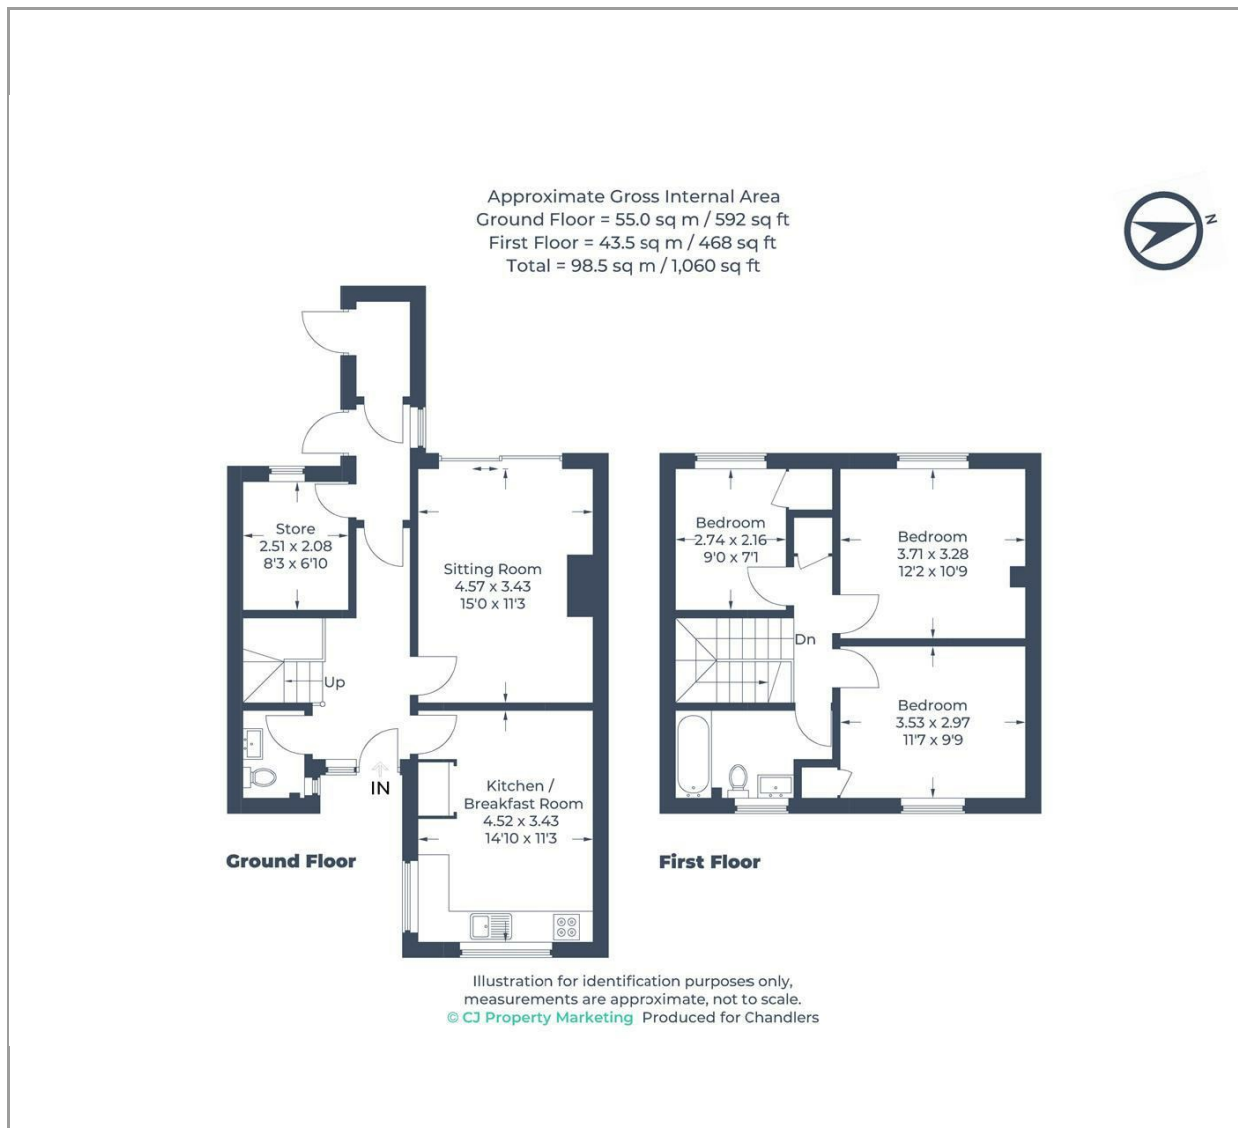 Approximate Gross Internal Area
Ground Floor = 55.0 sq m / 592 sq ft
First Floor = 43.5 sq m / 468 sq ft
Total = 98.5 sq m / 1,060 sq ft
N
Store
2.51 x 2.08
8'3 x 6'10
Sitting Room
4.57 x 3.43
15'0 x 11'3
Up
IN
Kitchen /
Breakfast Room
4.52 x 3.43
14'10 x 11'3
Ground Floor
Bedroom
2.74 x 2.16
9'0 x 7'1
Bedroom
3.71 x 3.28
12'2 x 10'9
Dn
Bedroom
3.53 x 2.97
11'7 x 9'9
First Floor
Illustration for identification purposes only,
measurements are approximate, not to scale.
© CJ Property Marketing Produced for Chandlers